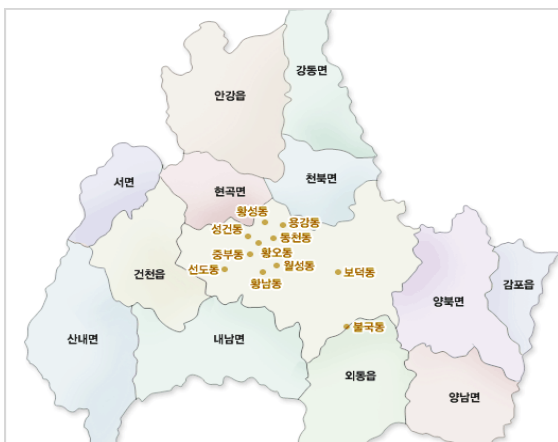 강동면
안강읍
서면
현곡면
천북면
황성동
용강동
성건동
동천동
황오동
중부동
월성동
선도동
황남동
보덕동
건천읍
양북면
감포읍
불국동
산내면
내남면
외동읍
양남면